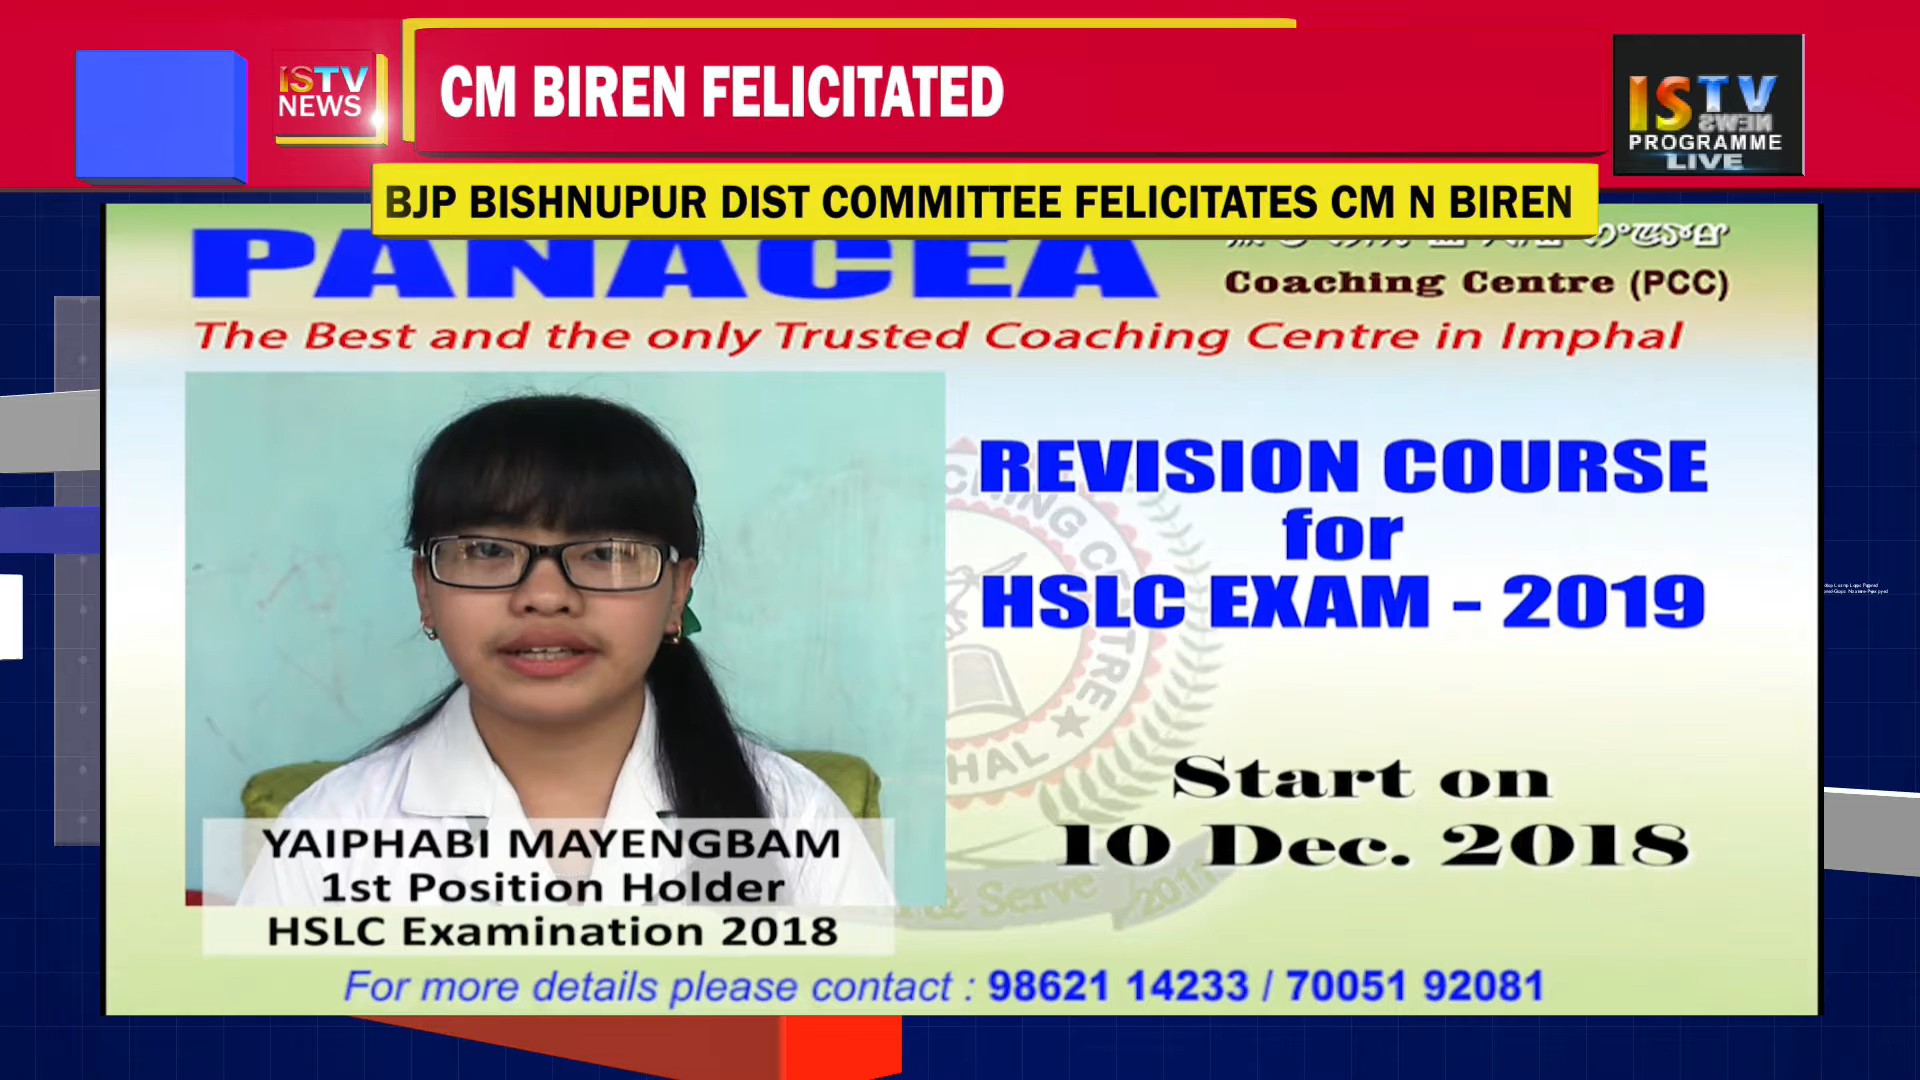 ISTV
NEWS
CM BIREN FELICITATED
ISTV
NEWS
PROGRAMME
LIVE
BJP BISHNUPUR DIST COMMITTEE FELICITATES CM N BIREN
PANACEA
Coaching Centre (PCC)
The Best and the only Trusted Coaching Centre in Imphal
REVISION COURSE
for
HSLC EXAM - 2019
Start on
10 Dec. 2018
YAIPHABI MAYENGBAM
1st Position Holder
HSLC Examination 2018
& Serve
For more details please contact : 98621 14233 / 70051 92081